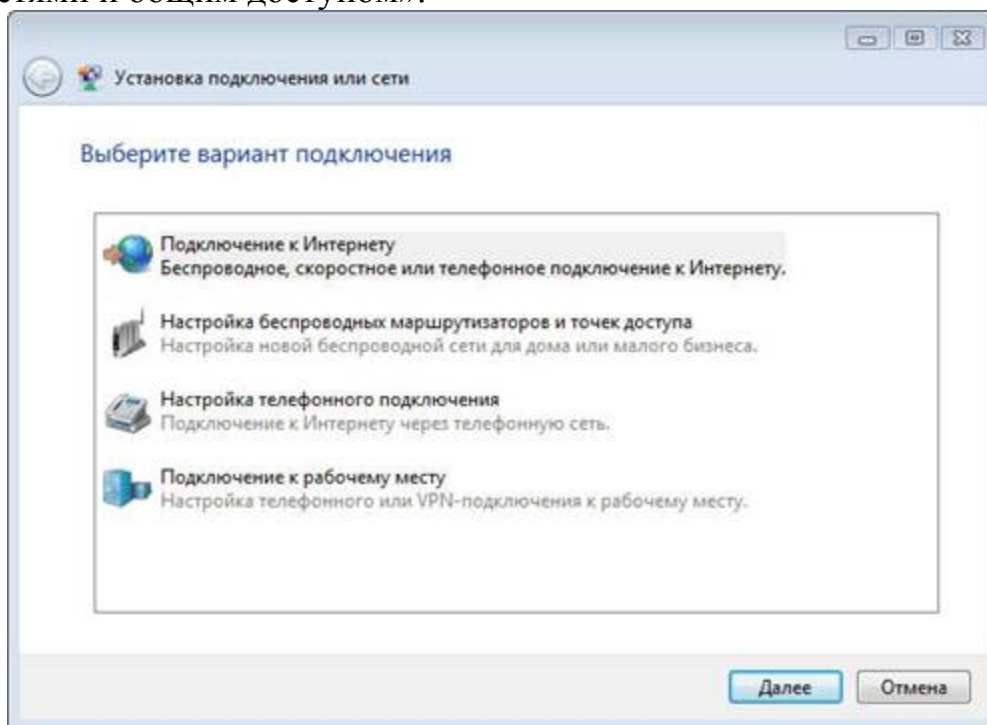 и общим доступом».
Установка подключения или сети
Выберите вариант подключения
Подключение к Интернету
Беспроводное, скоростное или телефонное подключение к Интернету.
Настройка беспроводных маршрутизаторов и точек доступа
Настройка новой беспроводной сети для дома или малого бизнеса.
Настройка телефонного подключения
Подключение к Интернету через телефонную сеть.
Подключение к рабочему месту
Настройка телефонного или VPN-подключения к рабочему месту.
Далее
Отмена